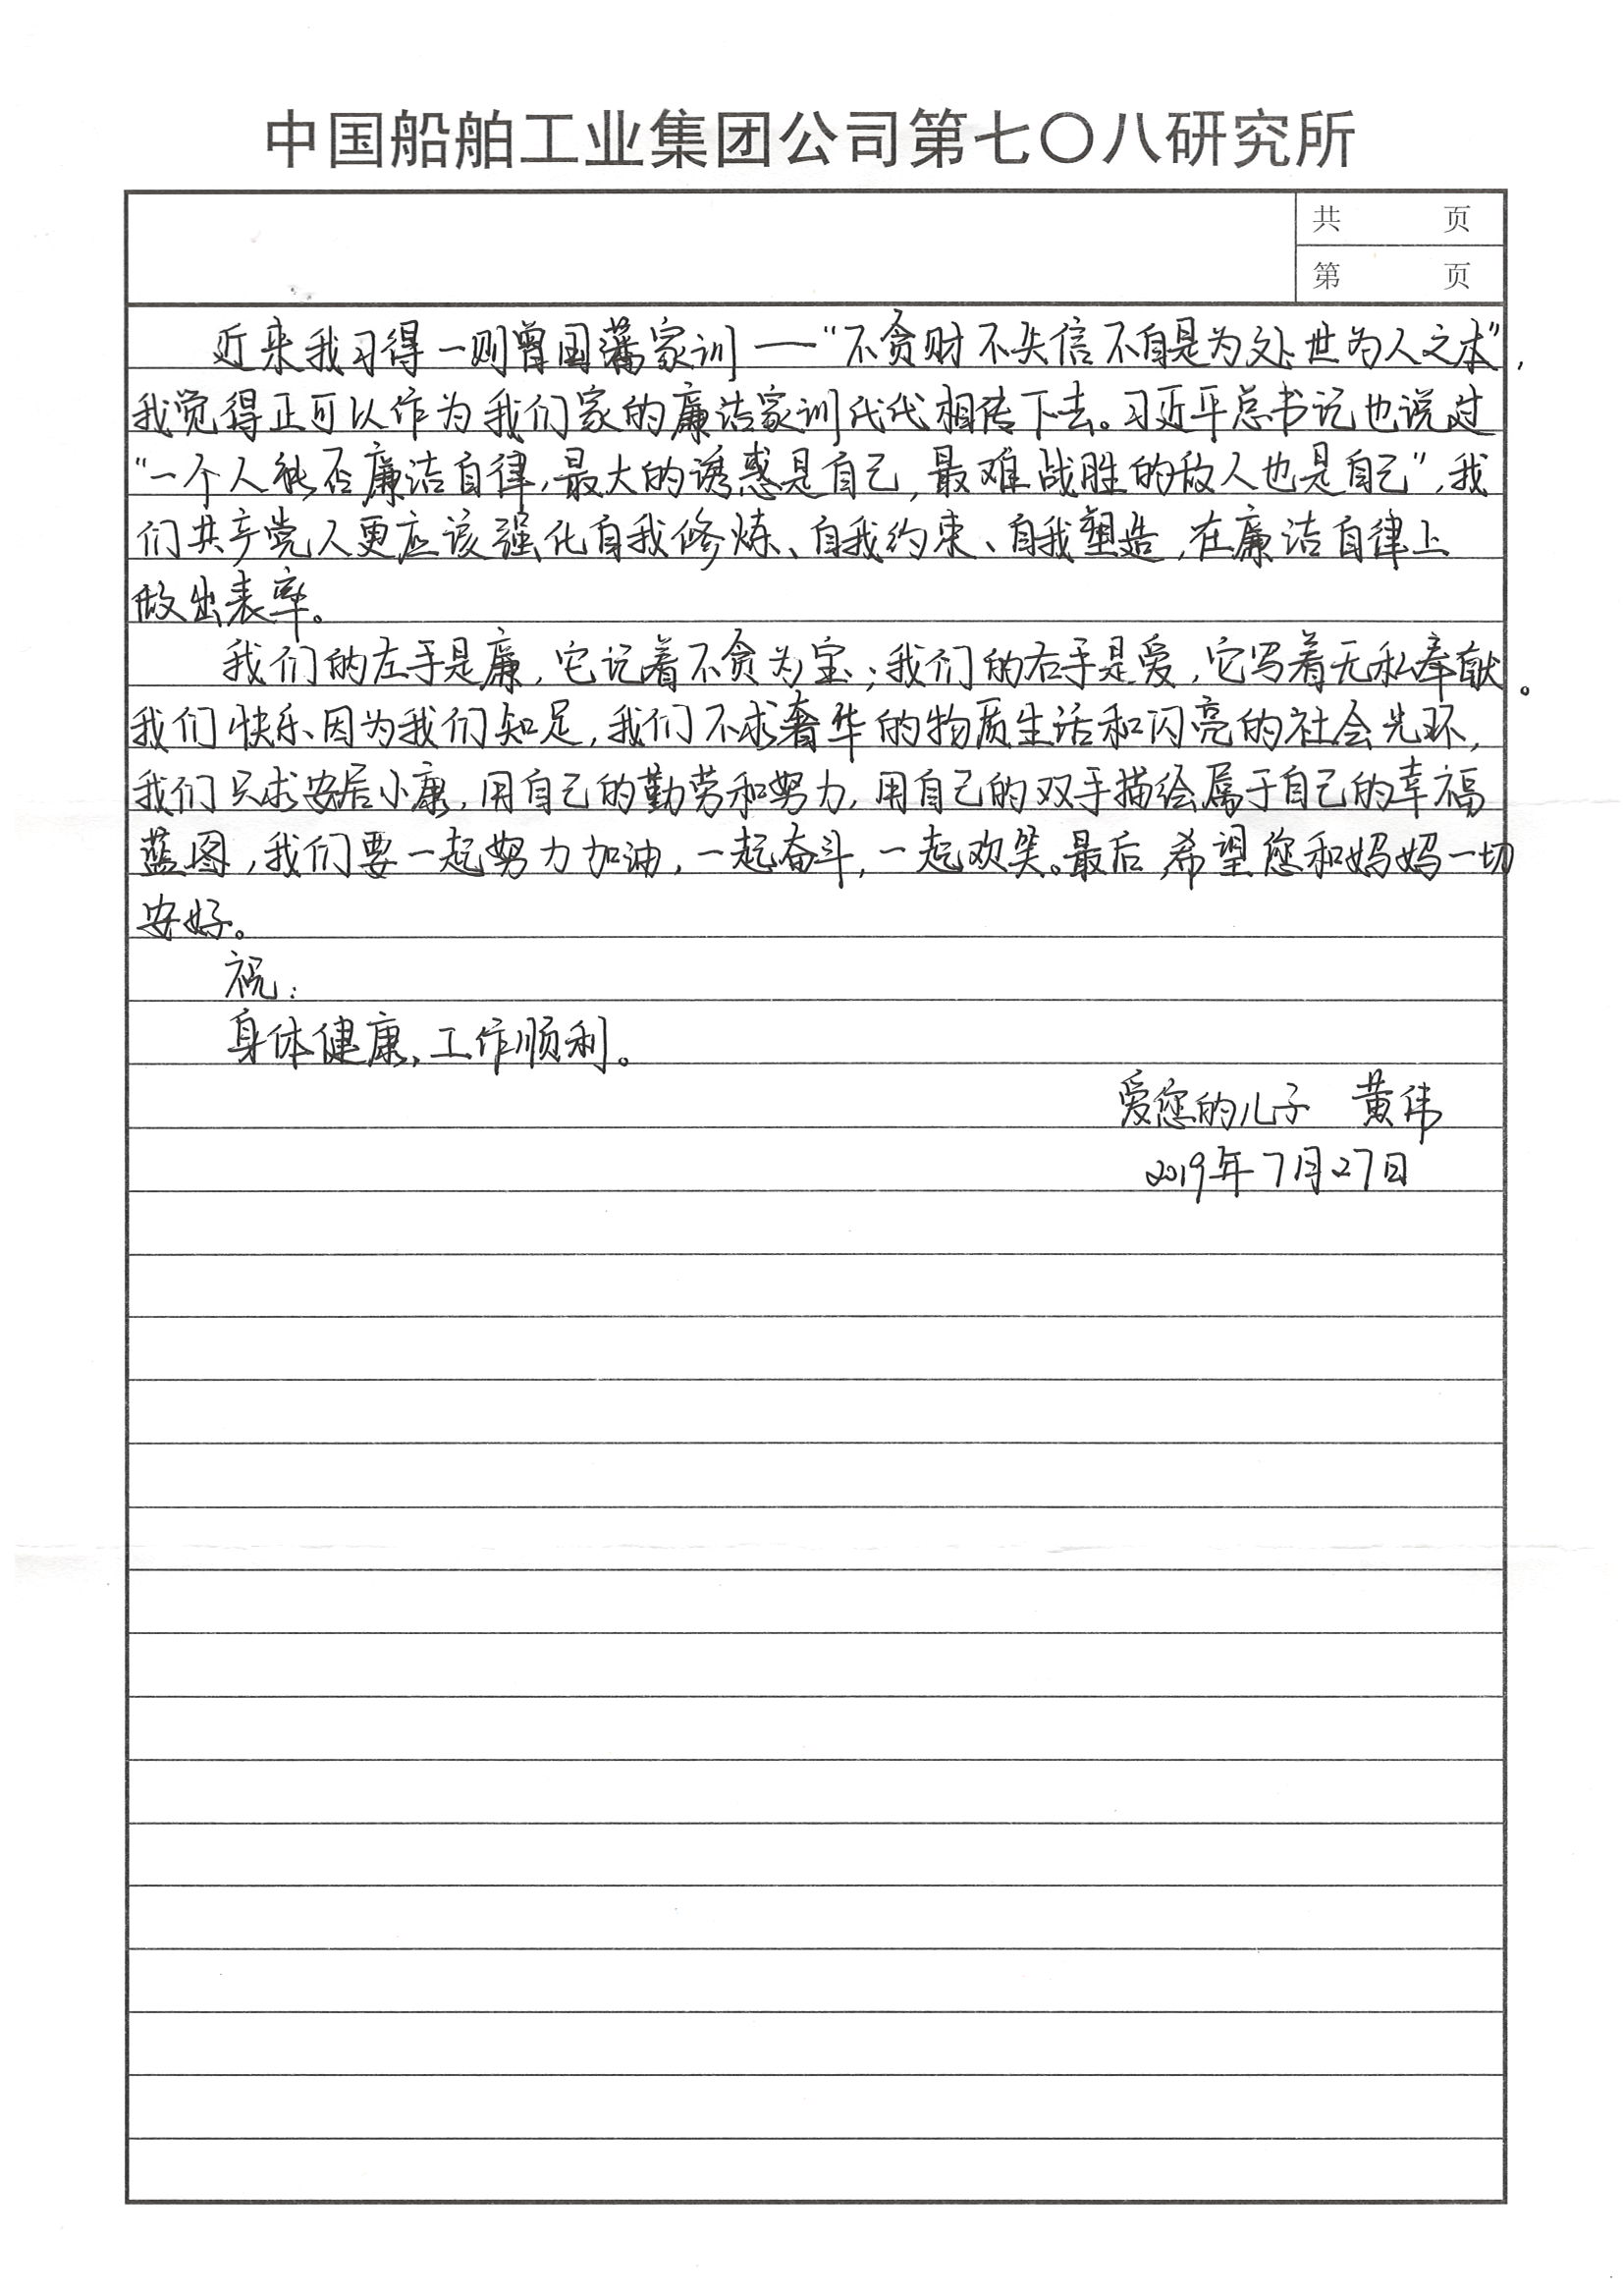 中国船舶工业集团公司第七〇八研究所
共 页
第 页
近来我习得一则曾国藩家训——“不贪财不失信不自是为处世为人之本”,
我觉得正可以作为我们家的廉洁家训代代相传下去。习近平总书记也说过
“一个人能否廉洁自律,最大的诱惑是自己,最难战胜的敌人也是自己”,我
们共产党人更应该强化自我修炼、自我约束、自我塑造,在廉洁自律上
做出表率。
我们的左手是廉,它记着不贪为宝;我们的右手是爱,它写着无私奉献。
我们快乐因为我们知足,我们不求奢华的物质生活和闪亮的社会光环,
我们只求安居小康,用自己的勤劳和努力,用自己的双手描绘属于自己的幸福
蓝图,我们要一起努力加油,一起奋斗,一起欢笑。最后,希望您和妈妈一切
安好。
祝:
身体健康,工作顺利。
爱您的儿子 黄伟
2019年7月27日